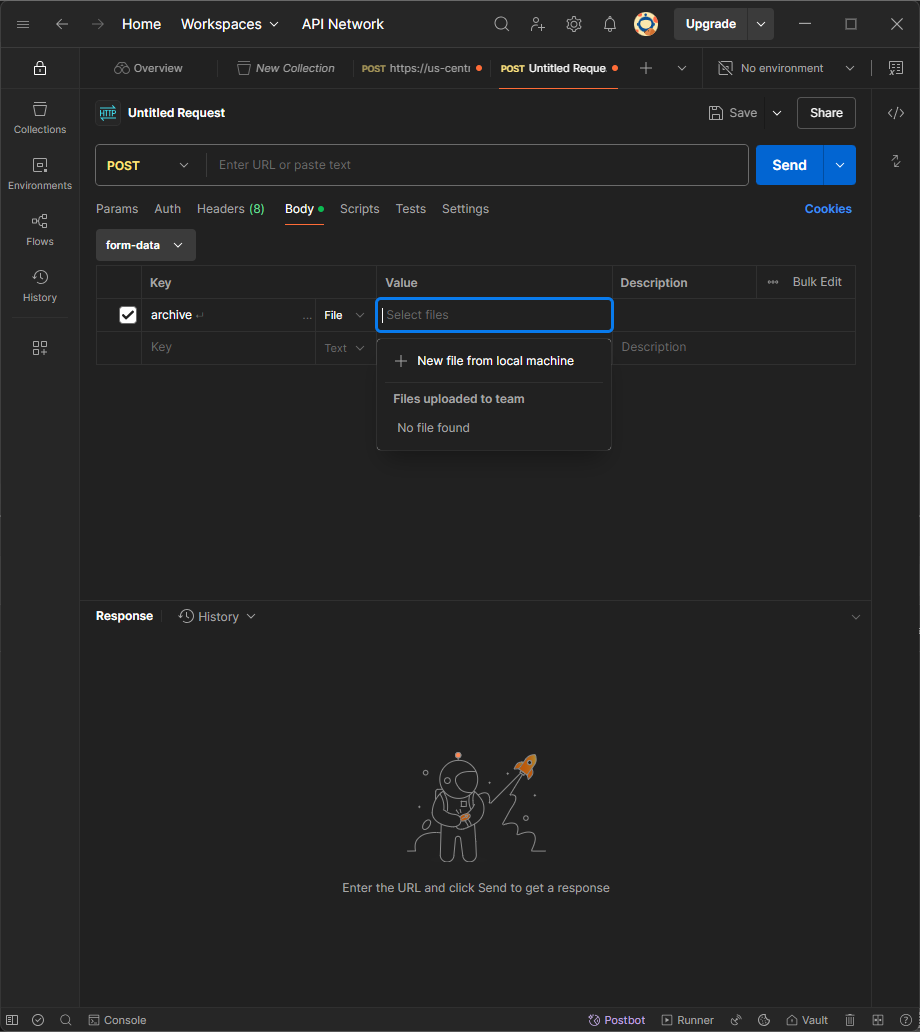 Home Workspaces API Network Upgrade
Overview New Collection POST https://us-centr POST Untitled Reque No environment
HTTP Untitled Request Save Share
Collections
POST Enter URL or paste text Send
Environments
Params Auth Headers (8) Body Scripts Tests Settings Cookies
Flows
form-data
Key Value Description Bulk Edit
History
archive ... File Select files
Key Text Description
New file from local machine
Files uploaded to team
No file found
Response History
Enter the URL and click Send to get a response
Console Postbot Runner Vault